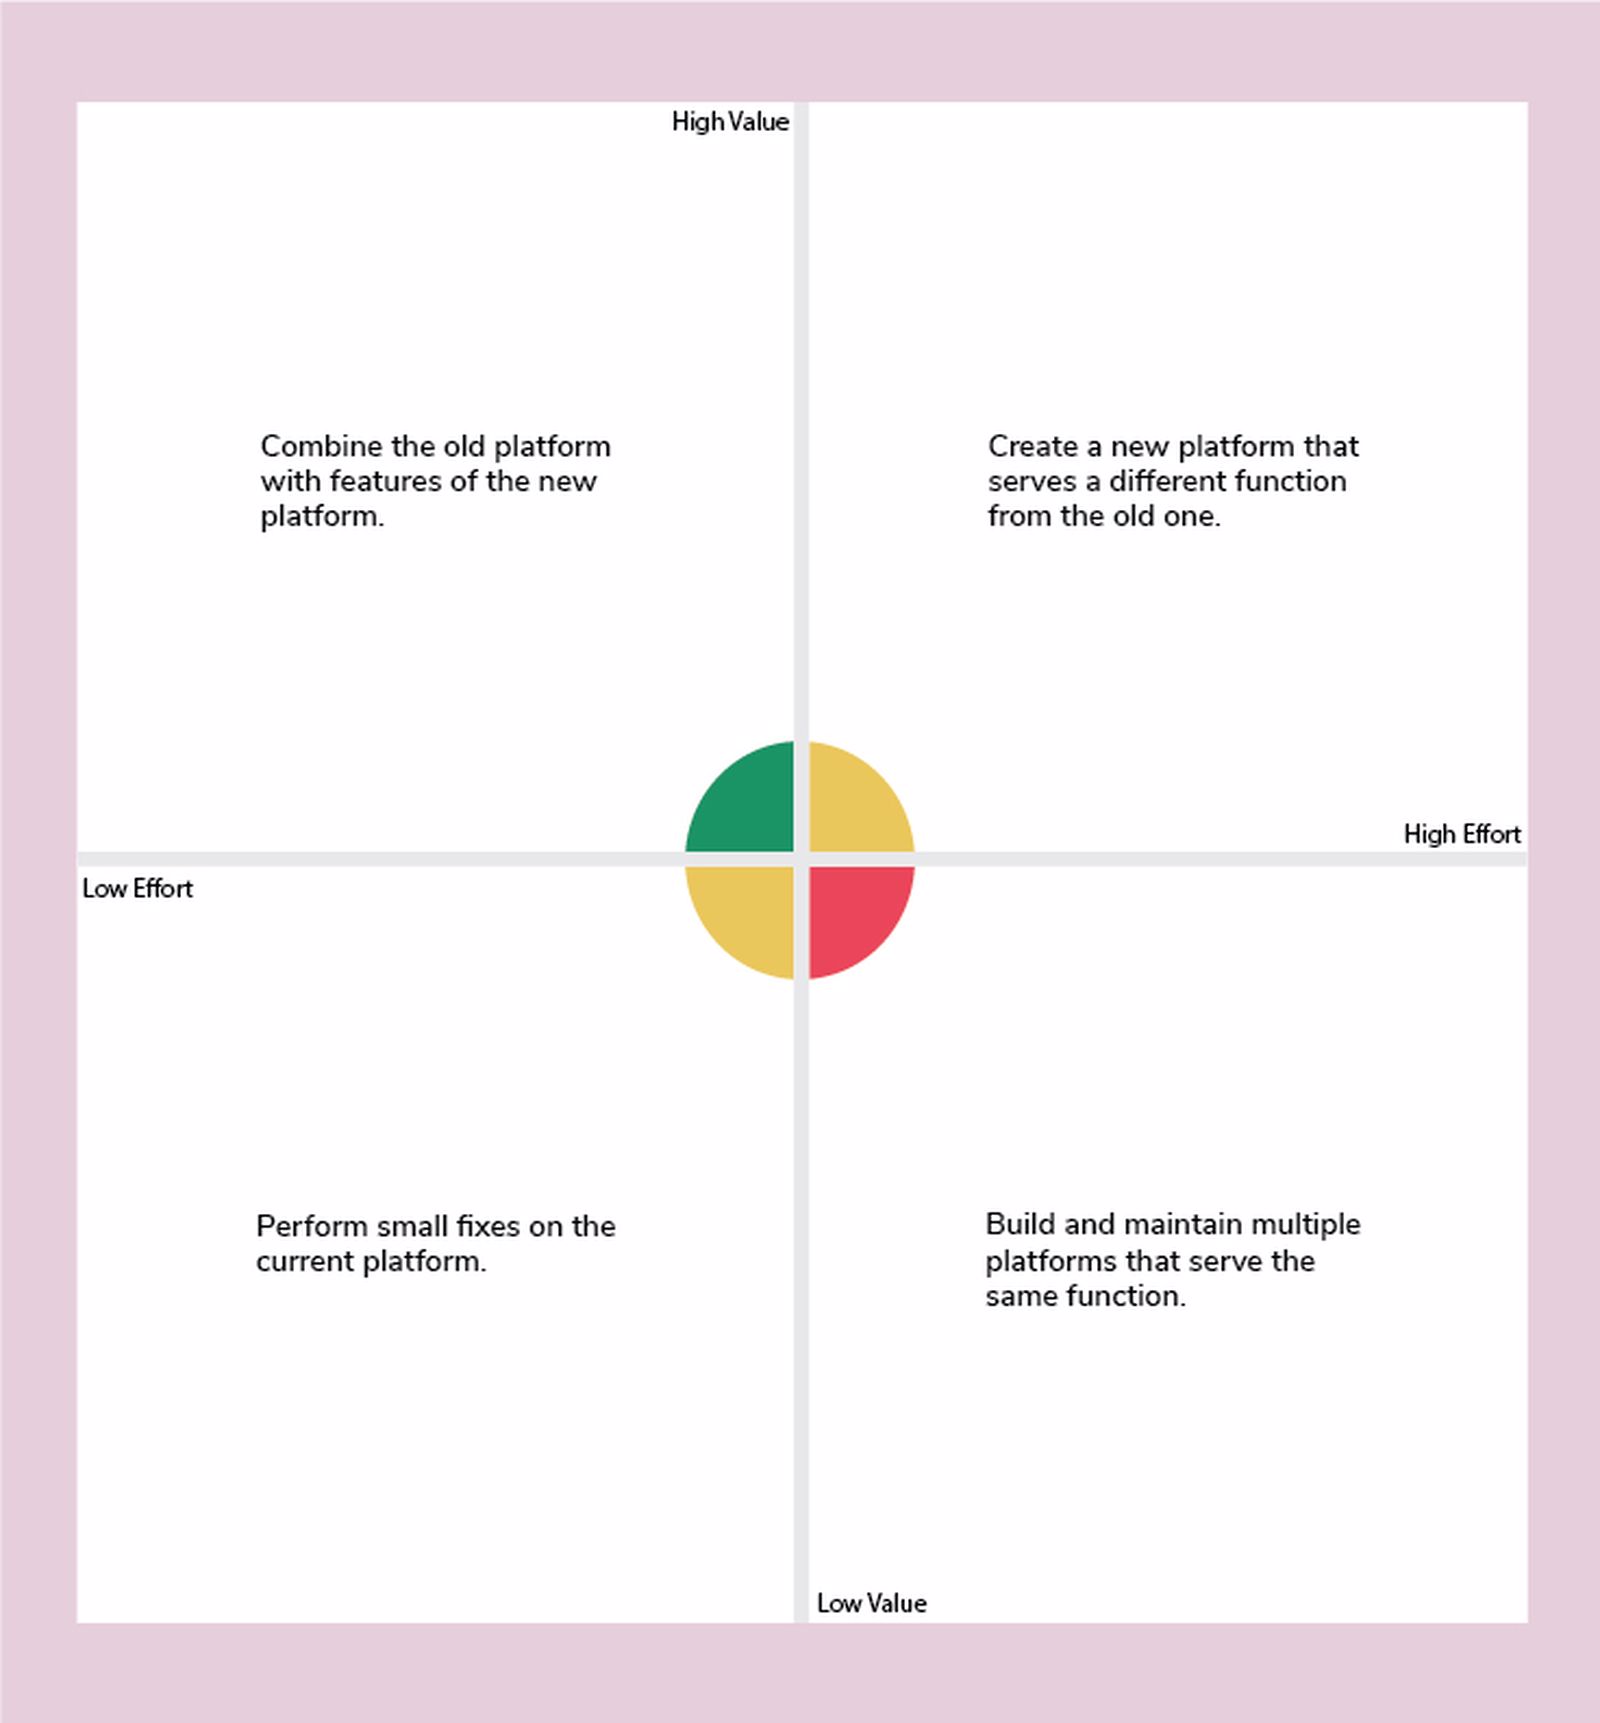 High Value
Combine the old platform
with features of the new
platform.
Create a new platform that
serves a different function
from the old one.
High Effort
Low Effort
Perform small fixes on the
current platform.
Build and maintain multiple
platforms that serve the
same function.
Low Value